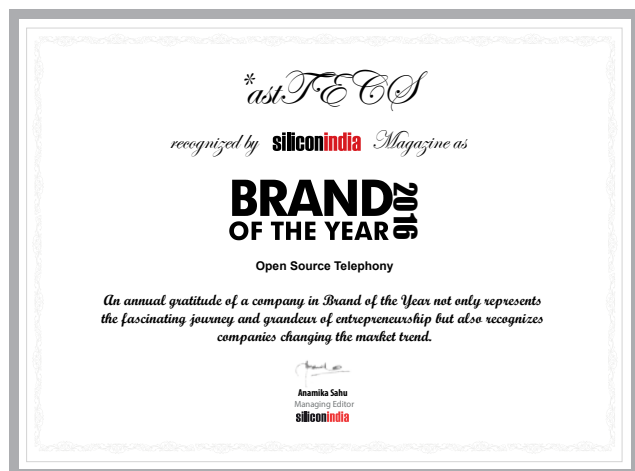 *astTECS
recognized by siliconindia Magazine as
BRAND 2016
OF THE YEAR
Open Source Telephony
An annual gratitude of a company in Brand of the Year not only represents
the fascinating journey and grandeur of entrepreneurship but also recognizes
companies changing the market trend.
Anamika Sahu
Managing Editor
siliconindia